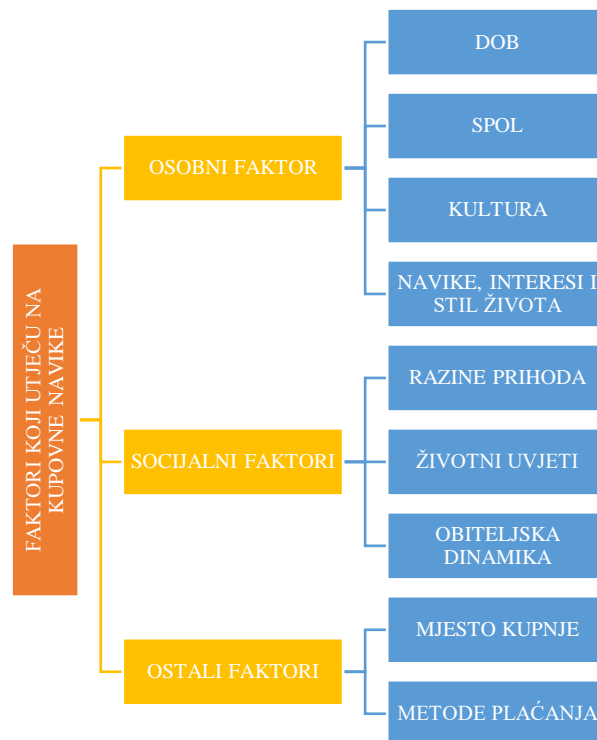 FAKTORI KOJI UTJEČU NA
KUPOVNE NAVIKE
OSOBNI FAKTOR
DOB
SPOL
KULTURA
NAVIKE, INTERESI I
STIL ŽIVOTA
SOCIJALNI FAKTORI
RAZINE PRIHODA
ŽIVOTNI UVJETI
OBITELJSKA
DINAMIKA
OSTALI FAKTORI
MJESTO KUPNJE
METODE PLAĆANJA